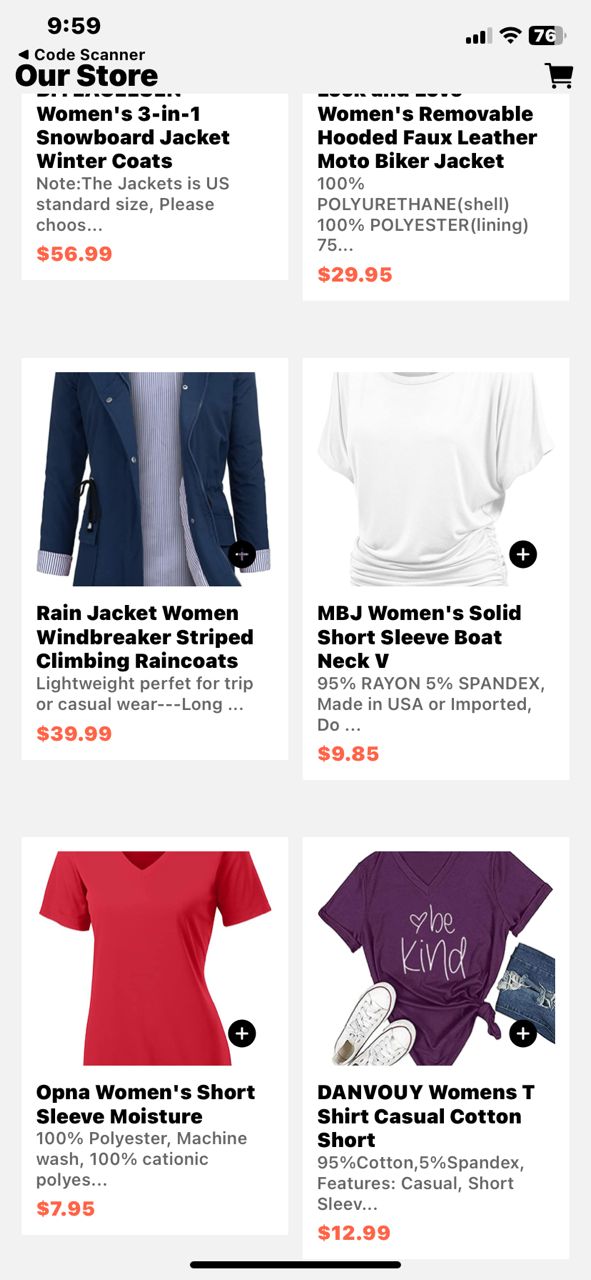 9:59
76
◀ Code Scanner
Our Store
Women's 3-in-1
Snowboard Jacket
Winter Coats
Note:The Jackets is US
standard size, Please
choos...
$56.99
Women's Removable
Hooded Faux Leather
Moto Biker Jacket
100%
POLYURETHANE(shell)
100% POLYESTER(lining)
75...
$29.95
Rain Jacket Women
Windbreaker Striped
Climbing Raincoats
Lightweight perfet for trip
or casual wear---Long ...
$39.99
MBJ Women's Solid
Short Sleeve Boat
Neck V
95% RAYON 5% SPANDEX,
Made in USA or Imported,
Do ...
$9.85
Opna Women's Short
Sleeve Moisture
100% Polyester, Machine
wash, 100% cationic
polyes...
$7.95
be
kind
DANVOUY Womens T
Shirt Casual Cotton
Short
95%Cotton,5%Spandex,
Features: Casual, Short
Sleev...
$12.99